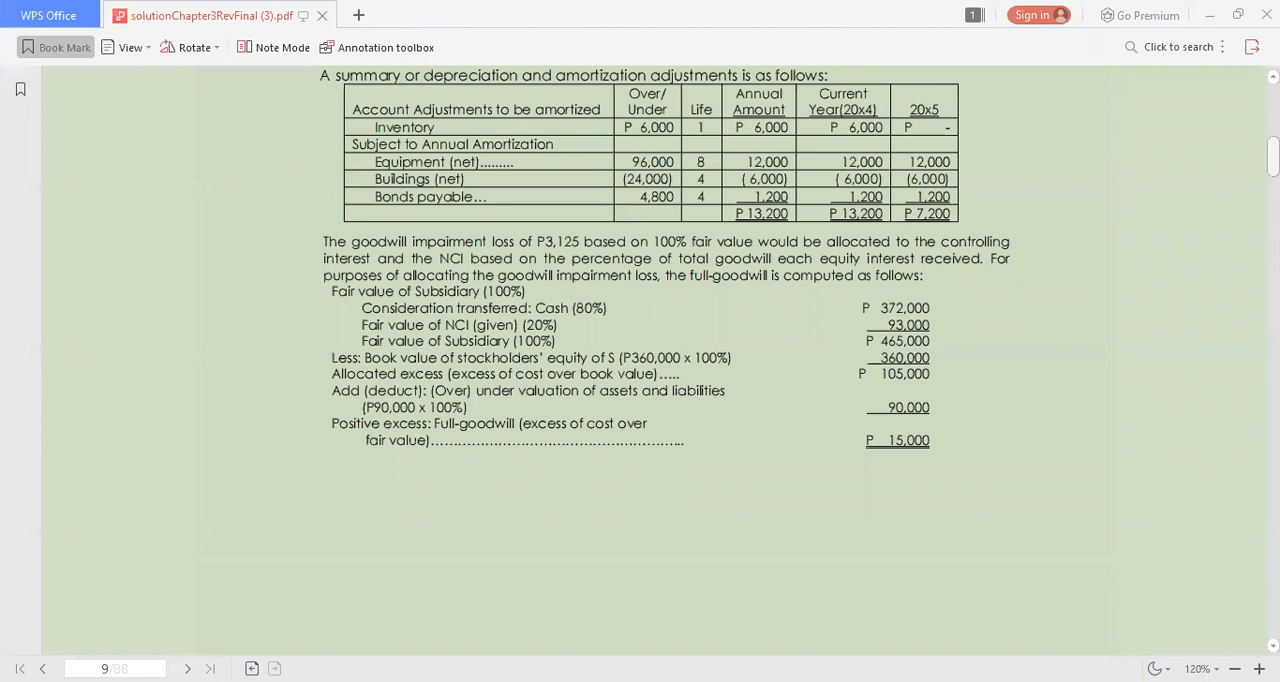 WPS Office
solutionChapter3RevFinal (3).pdf
1
Sign in
Go Premium
Book Mark
View
Rotate
Note Mode
Annotation toolbox
Click to search
A summary or depreciation and amortization adjustments is as follows:
Account Adjustments to be amortized Over/ Under Life Annual Amount Current Year(20x4) 20x5
Inventory P 6,000 1 P 6,000 P 6,000 P -
Subject to Annual Amortization
Equipment (net)......... 96,000 8 12,000 12,000 12,000
Buildings (net) (24,000) 4 ( 6,000) ( 6,000) (6,000)
Bonds payable… 4,800 4 1,200 1,200 1,200
P 13,200 P 13,200 P 7,200
The goodwill impairment loss of P3,125 based on 100% fair value would be allocated to the controlling
interest and the NCI based on the percentage of total goodwill each equity interest received. For
purposes of allocating the goodwill impairment loss, the full-goodwill is computed as follows:
Fair value of Subsidiary (100%)
Consideration transferred: Cash (80%) P 372,000
Fair value of NCI (given) (20%) 93,000
Fair value of Subsidiary (100%) P 465,000
Less: Book value of stockholders’ equity of S (P360,000 x 100%) 360,000
Allocated excess (excess of cost over book value)….. P 105,000
Add (deduct): (Over) under valuation of assets and liabilities
(P90,000 x 100%) 90,000
Positive excess: Full-goodwill (excess of cost over
fair value)………………………………………….. P 15,000
9/88
120%